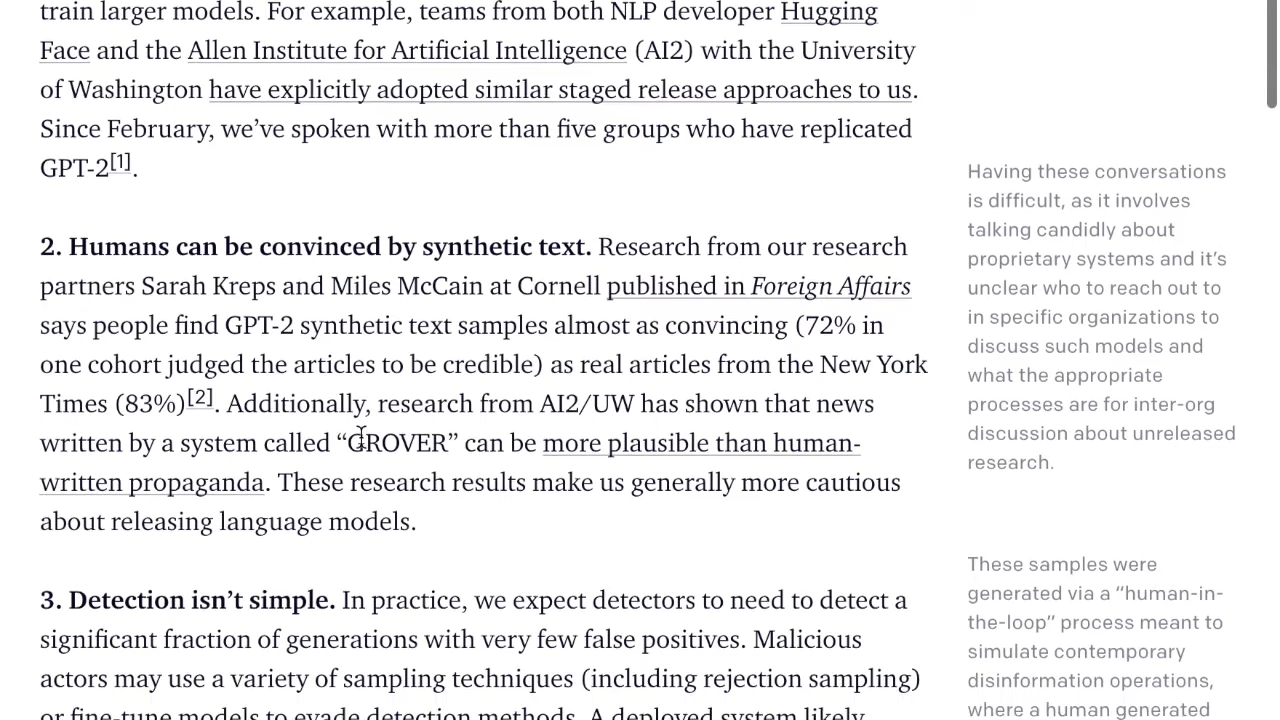 train larger models. For example, teams from both NLP developer Hugging
Face and the Allen Institute for Artificial Intelligence (AI2) with the University
of Washington have explicitly adopted similar staged release approaches to us.
Since February, we’ve spoken with more than five groups who have replicated
GPT-2[1].
2. Humans can be convinced by synthetic text. Research from our research
partners Sarah Kreps and Miles McCain at Cornell published in Foreign Affairs
says people find GPT-2 synthetic text samples almost as convincing (72% in
one cohort judged the articles to be credible) as real articles from the New York
Times (83%)[2]. Additionally, research from AI2/UW has shown that news
written by a system called “GROVER” can be more plausible than human-
written propaganda. These research results make us generally more cautious
about releasing language models.
3. Detection isn’t simple. In practice, we expect detectors to need to detect a
significant fraction of generations with very few false positives. Malicious
actors may use a variety of sampling techniques (including rejection sampling)
or fine-tune models to evade detection methods. A deployed system likely
Having these conversations
is difficult, as it involves
talking candidly about
proprietary systems and it’s
unclear who to reach out to
in specific organizations to
discuss such models and
what the appropriate
processes are for inter-org
discussion about unreleased
research.
These samples were
generated via a “human-in-
the-loop” process meant to
simulate contemporary
disinformation operations,
where a human generated